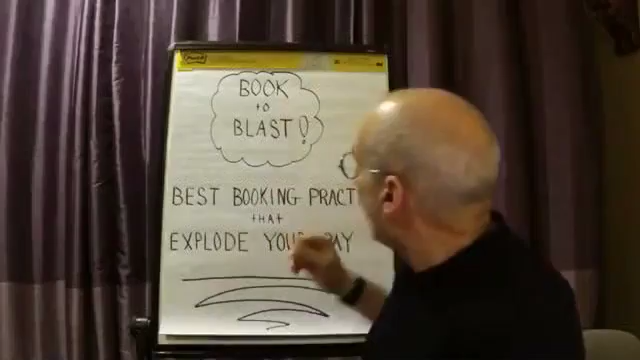 BOOK
to
BLAST!
BEST BOOKING PRACT
THAT
EXPLODE YOUR PAY